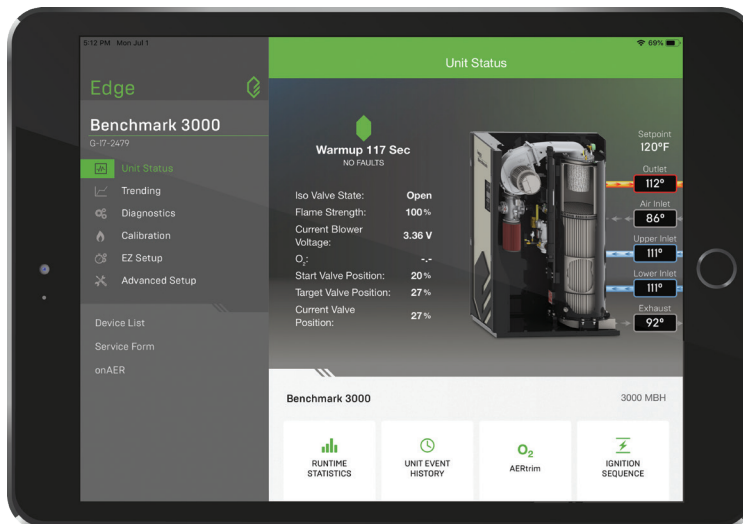 5:12 PM Mon Jul 1
69%
Unit Status
Edge
Benchmark 3000
G-17-2479
Unit Status
Trending
Diagnostics
Calibration
EZ Setup
Advanced Setup
Device List
Service Form
onAER
Warmup 117 Sec
NO FAULTS
Iso Valve State: Open
Flame Strength: 100 %
Current Blower
Voltage: 3.36 V
O₂: -.-
Start Valve Position: 20 %
Target Valve Position: 27 %
Current Valve
Position: 27 %
Setpoint
120°F
Outlet
112°
Air Inlet
86°
Upper Inlet
111°
Lower Inlet
111°
Exhaust
92°
Benchmark 3000
3000 MBH
RUNTIME
STATISTICS
UNIT EVENT
HISTORY
O₂
AERtrim
IGNITION
SEQUENCE